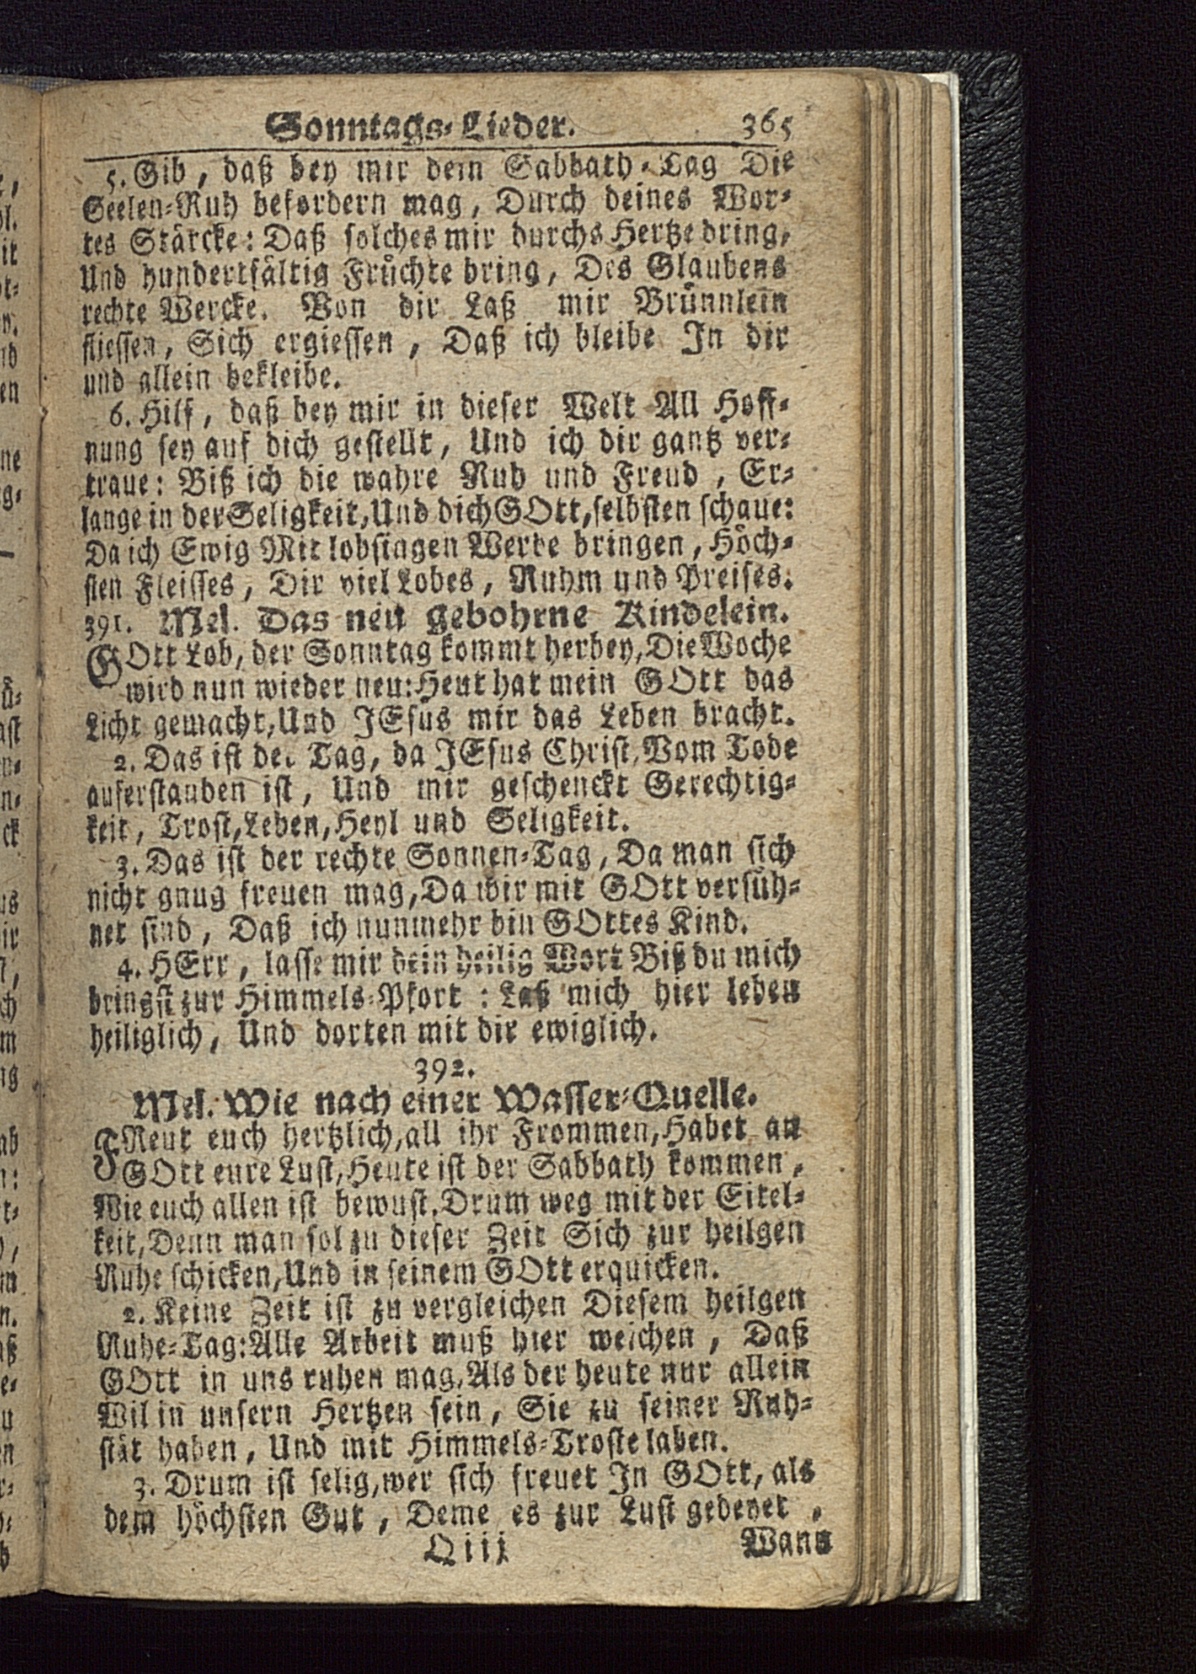 Sonntags-Lieder. 365
5. Gib, daß bey mir dem Sabbath-Tag Die
Seelen-Ruh befordern mag, Durch deines Wor-
tes Stärcke: Daß solches mir durchs Hertze dring,
Und hundertfältig Früchte bring, Des Glaubens
rechte Wercke. Von dir Laß mir Brünnlein
fliessen, Sich ergiessen, Daß ich bleibe In dir
und allein bekleibe.
6. Hilf, daß bey mir in dieser Welt All Hoff-
nung sey auf dich gestellt, Und ich dir gantz ver-
traue: Biß ich die wahre Ruh und Freud, Er-
lange in der Seligkeit, Und dich GOtt, selbsten schaue:
Da ich Ewig Mit lobsingen Werde bringen, Höch-
sten Fleisses, Dir viel Lobes, Ruhm und Preises.
391. Mel. Das neu gebohrne Kindelein.
GOtt Lob, der Sonntag kommt herbey, Die Woche
wird nun wieder neu: Heut hat mein GOtt das
Licht gemacht, Und JEsus mir das Leben bracht.
2. Das ist der Tag, da JEsus Christ, Vom Tode
auferstanden ist, Und mir geschenckt Gerechtig-
keit, Trost, Leben, Heyl und Seligkeit.
3. Das ist der rechte Sonnen-Tag, Da man sich
nicht gnug freuen mag, Da wir mit GOtt versüh-
net sind, Daß ich nunmehr bin GOttes Kind.
4. HErr, lasse mir dein heilig Wort Biß du mich
bringst zur Himmels-Pfort: Laß mich hier leben
heiliglich, Und dorten mit dir ewiglich.
392.
Mel. Wie nach einer Wasser-Quelle.
FReut euch hertzlich, all ihr Frommen, Habet an
GOtt eure Lust, Heute ist der Sabbath kommen,
Wie euch allen ist bewust. Drum weg mit der Eitel-
keit, Denn man sol zu dieser Zeit Sich zur heilgen
Ruhe schicken, Und in seinem GOtt erquicken.
2. Keine Zeit ist zu vergleichen Diesem heilgen
Ruhe-Tag: Alle Arbeit muß hier weichen, Daß
GOtt in uns ruhen mag, Als der heute nur allein
Wil in unsern Hertzen sein, Sie zu seiner Ruh-
stät haben, Und mit Himmels-Troste laben.
3. Drum ist selig, wer sich freuet In GOtt, als
dem höchsten Gut, Deme es zur Lust gedeyet,
Q iij Wann